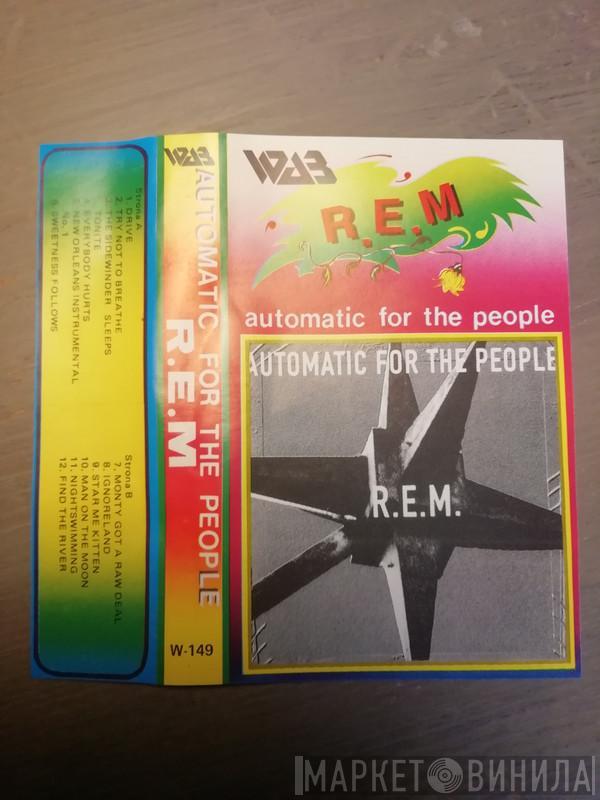 Strona A
1. DRIVE
2. TRY NOT TO BREATHE
3. THE SIDEWINDER SLEEPS
TONITE
4. EVERYBODY HURTS
5. NEW ORLEANS INSTRUMENTAL
No. 1
6. SWEETNESS FOLLOWS
Strona B
7. MONTY GOT A RAW DEAL
8. IGNORELAND
9. STAR ME KITTEN
10. MAN ON THE MOON
11. NIGHTSWIMMING
12. FIND THE RIVER
AUTOMATIC FOR THE PEOPLE
R.E.M
W-149
R.E.M
automatic for the people
AUTOMATIC FOR THE PEOPLE
R.E.M.
МАРКЕТ ВИНИЛА